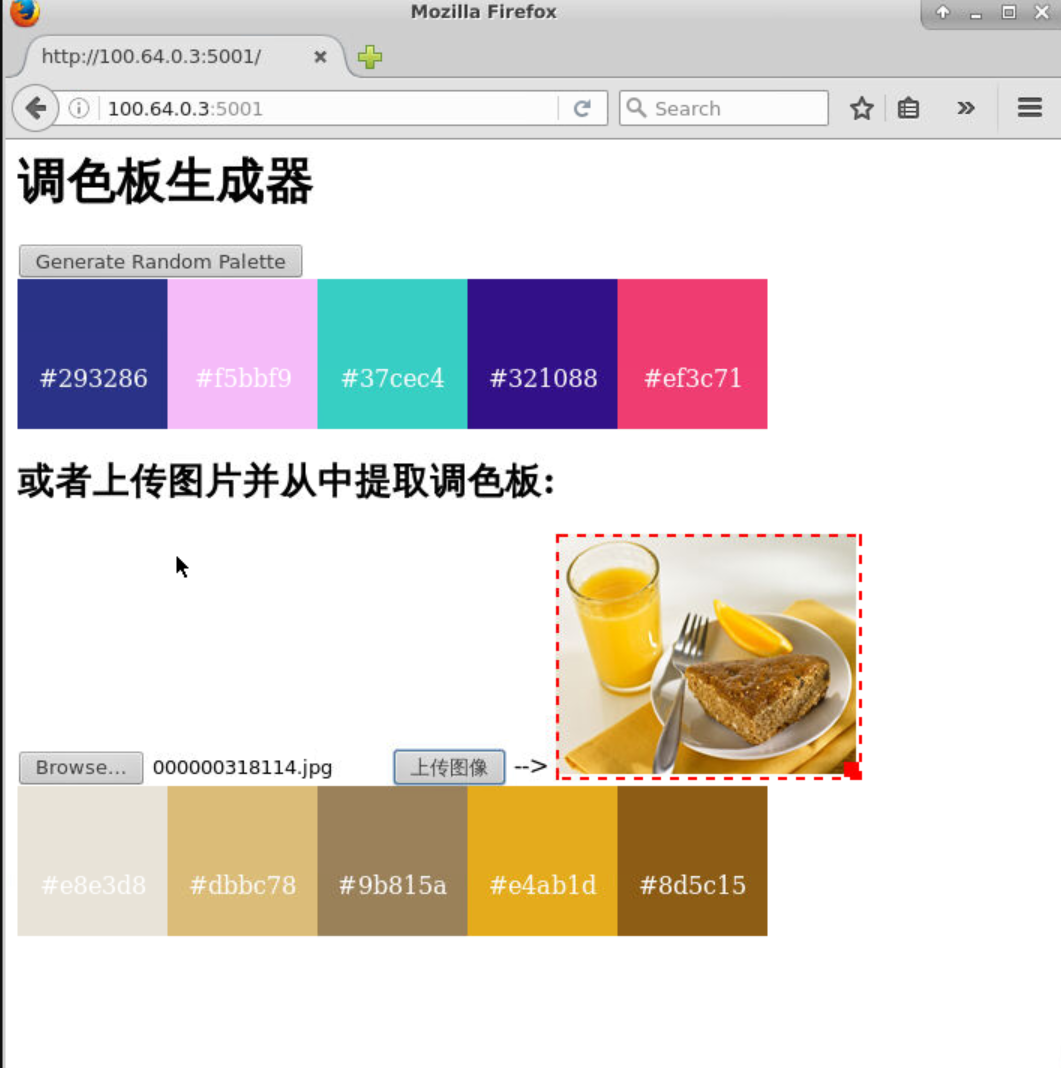 Mozilla Firefox
http://100.64.0.3:5001/
100.64.0.3:5001
Search
调色板生成器
Generate Random Palette
#293286 #f5bbf9 #37cec4 #321088 #ef3c71
或者上传图片并从中提取调色板:
Browse... 000000318114.jpg 上传图像 -->
#e8e3d8 #dbbc78 #9b815a #e4ab1d #8d5c15